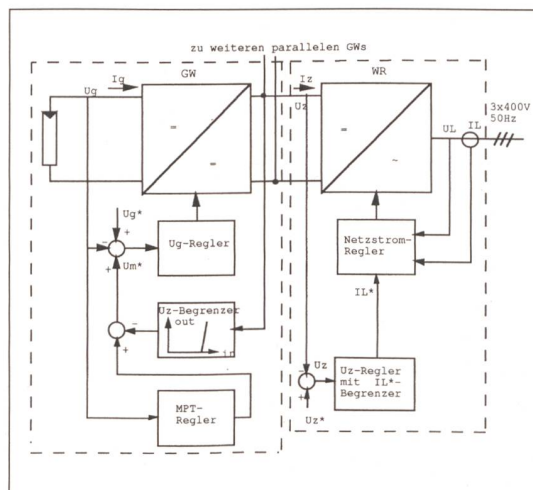 zu weiteren parallelen GWs
GW
WR
Ig
Ug
Iz
Uz
3x400V
50Hz
UL
IL
=
=
=
~
Ug*
+
-
+
Um*
Ug-Regler
Netzstrom-
Regler
IL*
Uz-Begrenzer
out
in
-
+
MPT-
Regler
-
+
Uz
Uz*
Uz-Regler
mit IL*-
Begrenzer